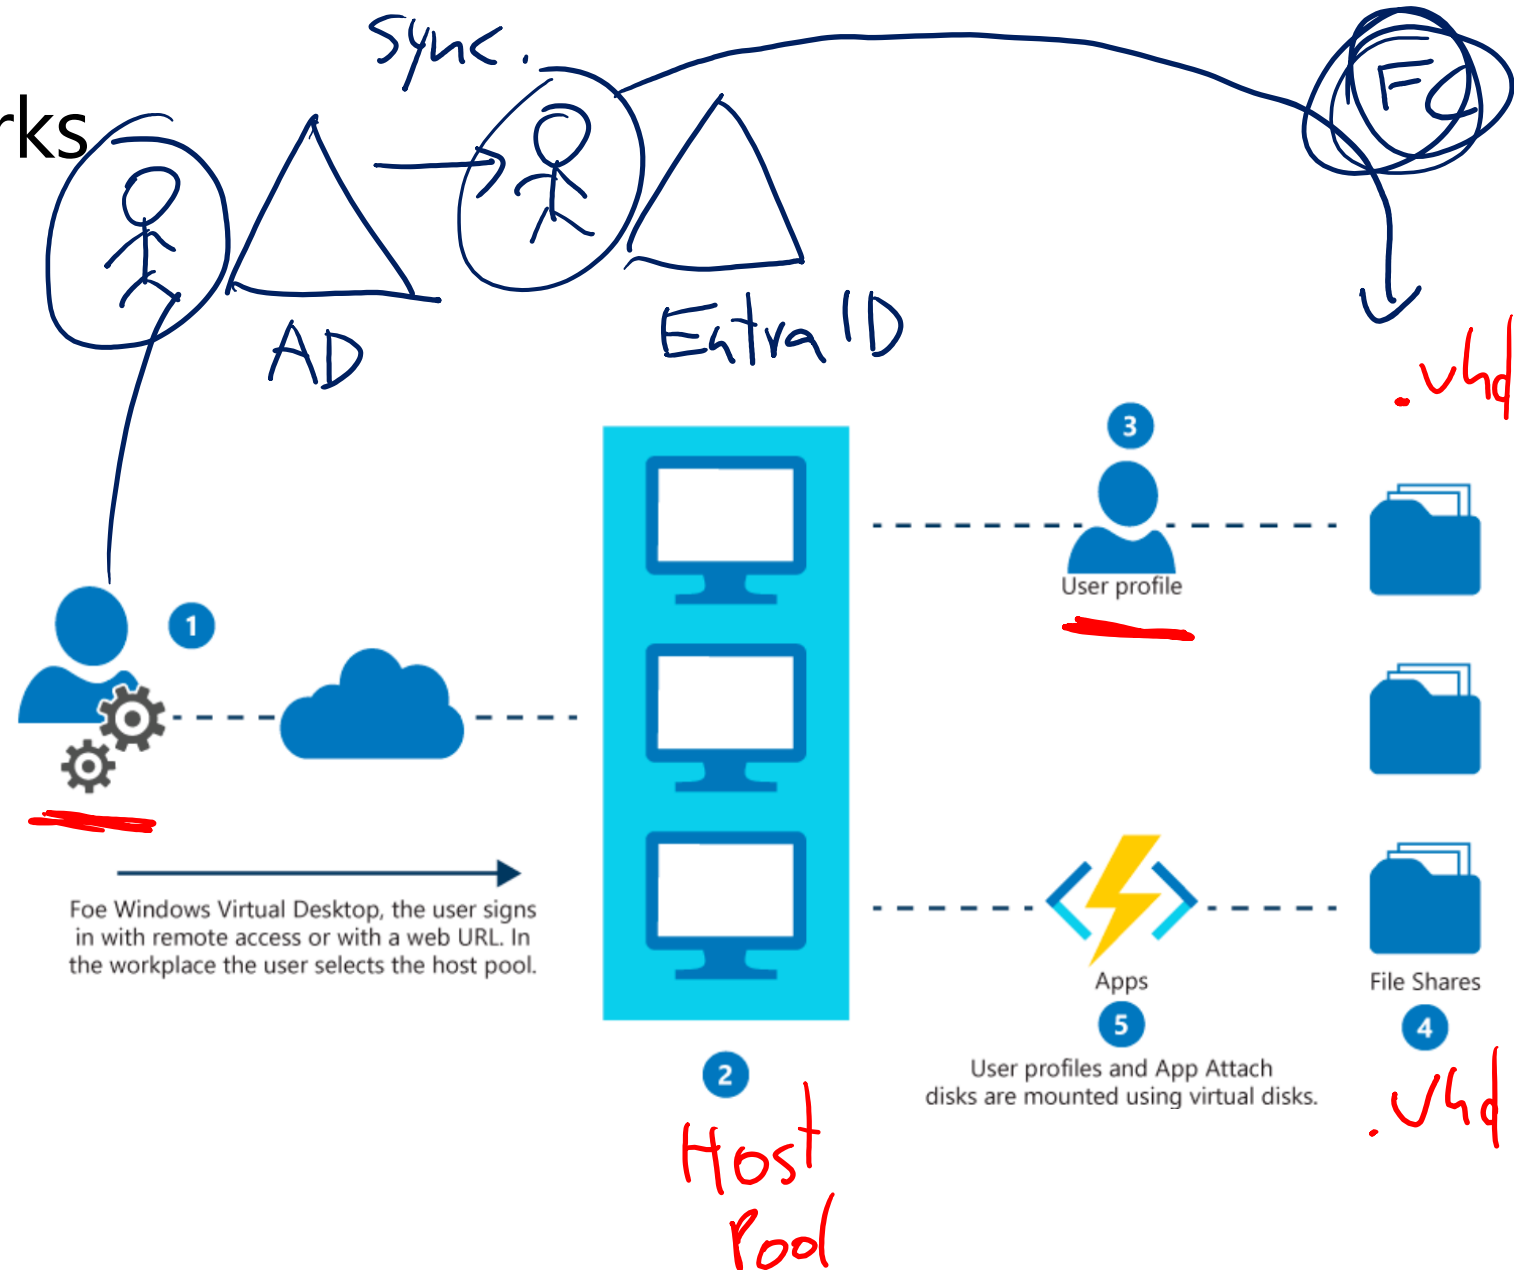 sync.
rks
FC
AD
Entra ID
.vhd
3
User profile
1
Foe Windows Virtual Desktop, the user signs
in with remote access or with a web URL. In
the workplace the user selects the host pool.
Apps
File Shares
5
4
2
User profiles and App Attach
disks are mounted using virtual disks.
.vhd
Host
Pool